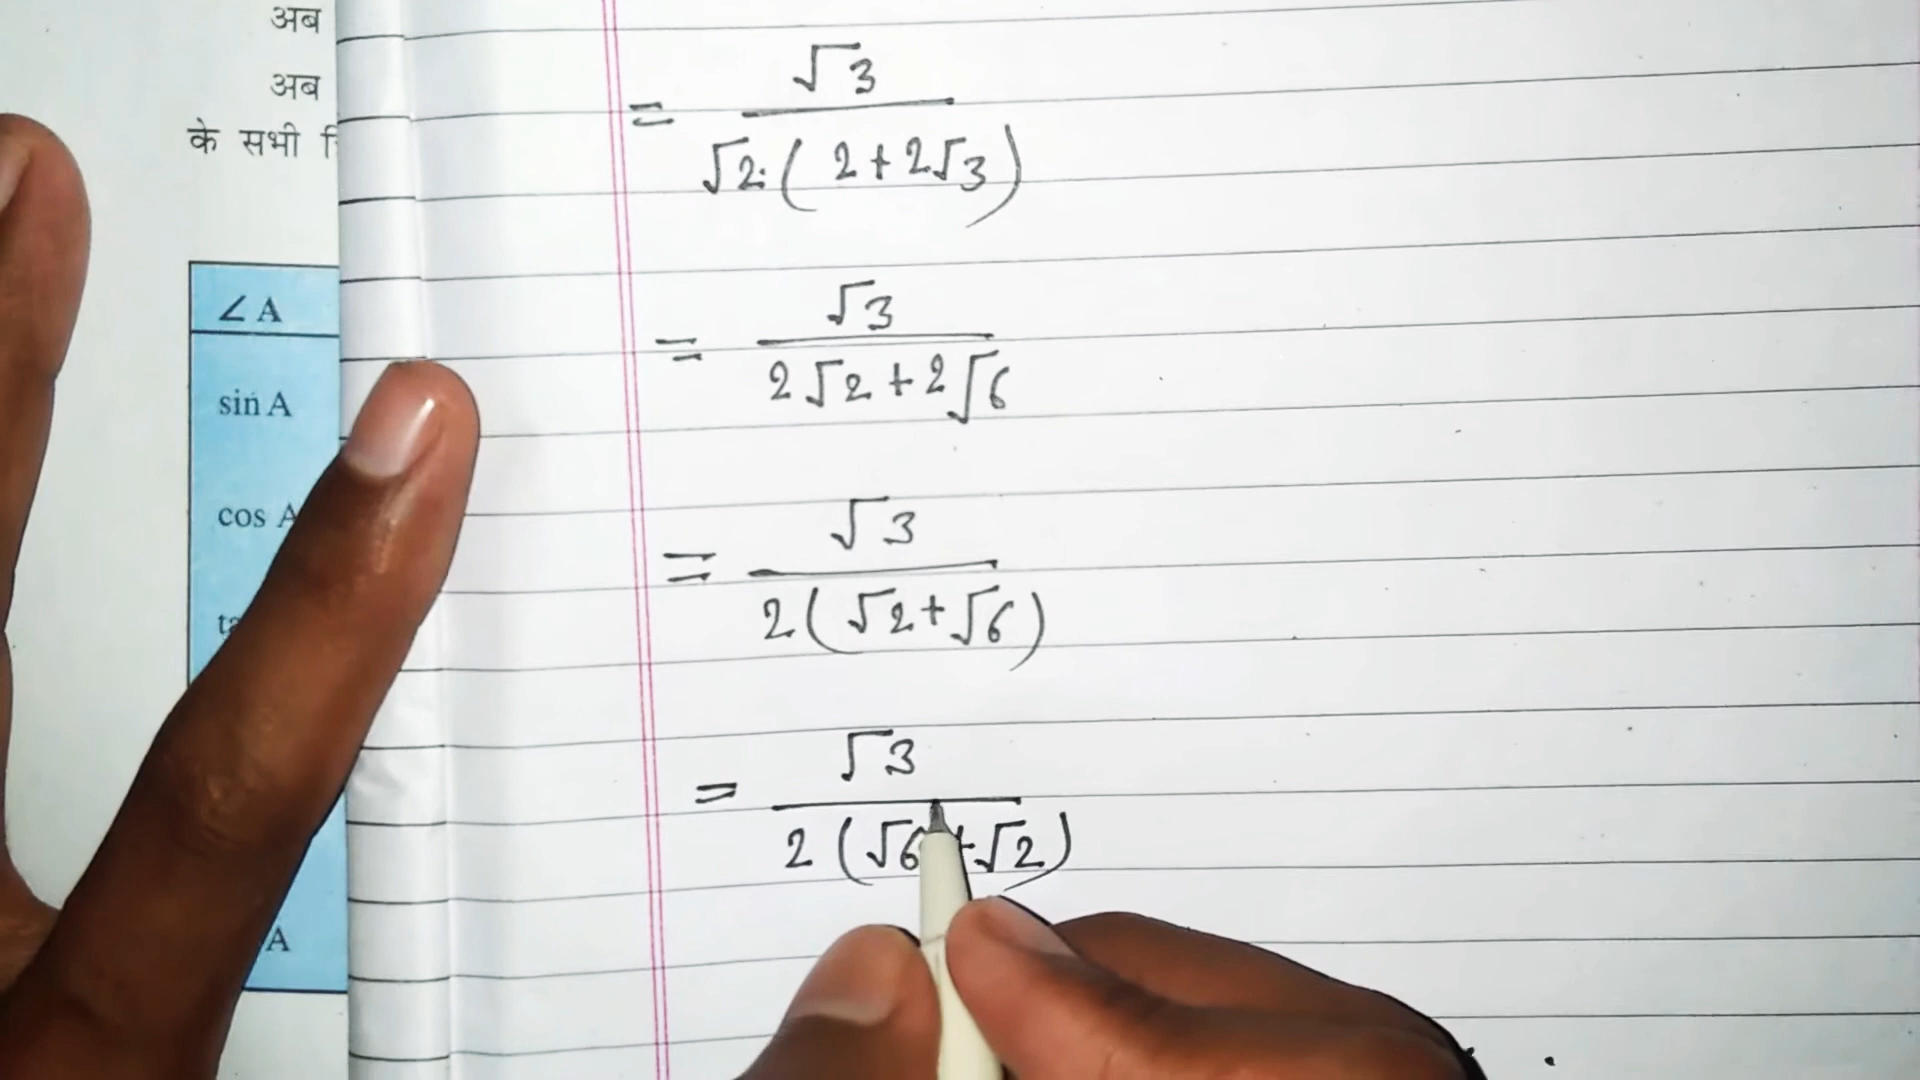 अब
अब
के सभी
∠A
sin A
cos A
A
= √3 / √2.(2+2√3)
= √3 / 2√2+2√6
= √3 / 2(√2+√6)
= √3 / 2(√6+√2)